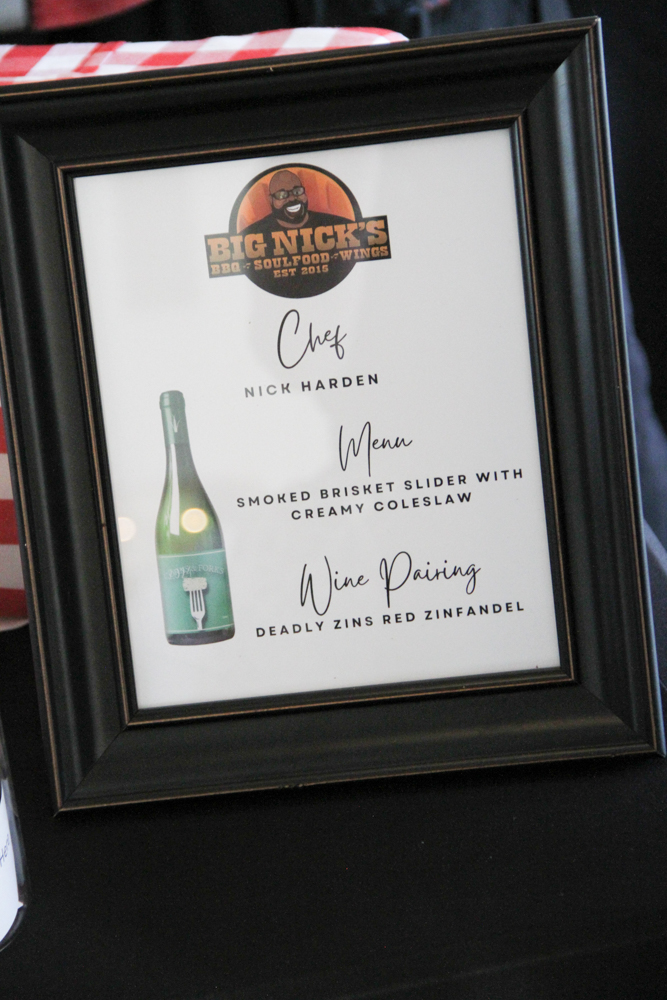 BIG NICK'S
BBQ SOULFOOD WINGS
EST 2015
Chef
NICK HARDEN
Menu
SMOKED BRISKET SLIDER WITH
CREAMY COLESLAW
Wine Pairing
DEADLY ZINS RED ZINFANDEL